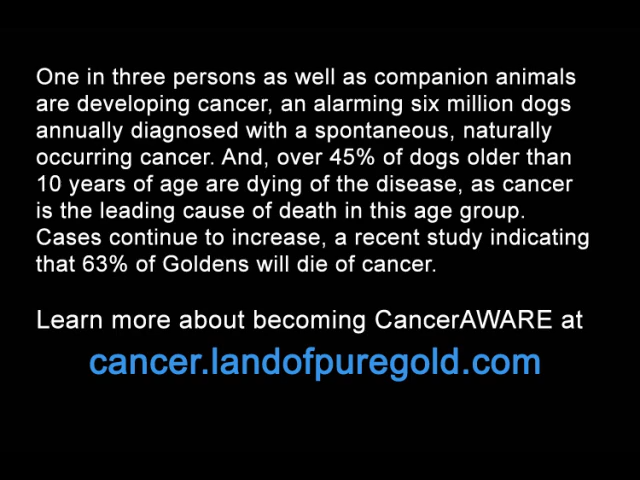 One in three persons as well as companion animals
are developing cancer, an alarming six million dogs
annually diagnosed with a spontaneous, naturally
occurring cancer. And, over 45% of dogs older than
10 years of age are dying of the disease, as cancer
is the leading cause of death in this age group.
Cases continue to increase, a recent study indicating
that 63% of Goldens will die of cancer.
Learn more about becoming CancerAWARE at
cancer.landofpuregold.com